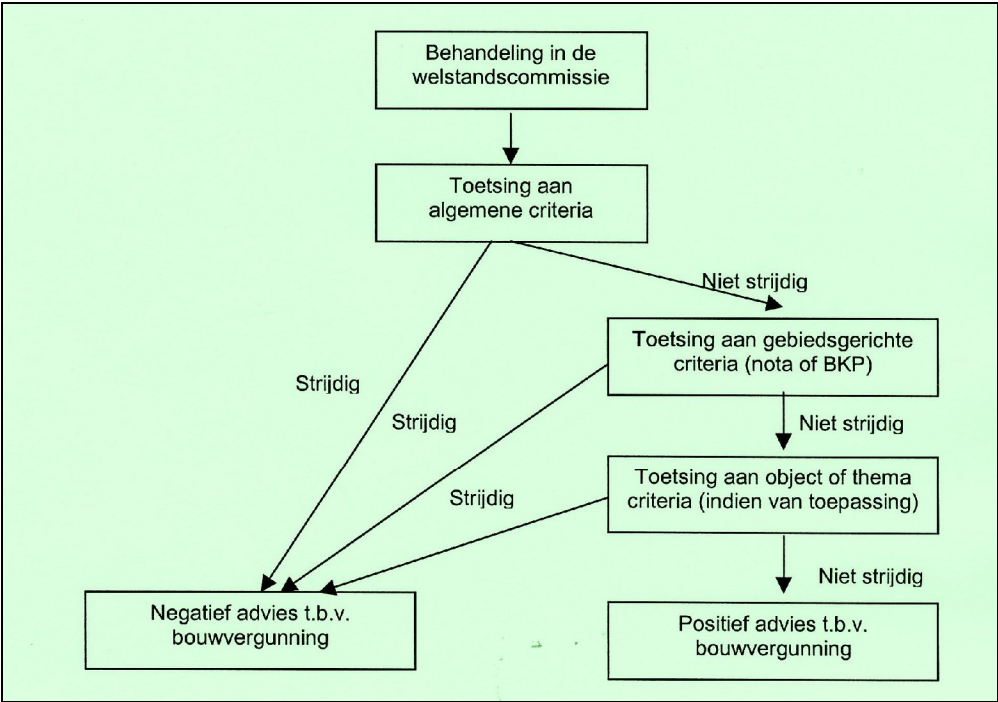 Behandeling in de
welstandscommissie
Toetsing aan
algemene criteria
Niet strijdig
Toetsing aan gebiedsgerichte
criteria (nota of BKP)
Strijdig
Strijdig
Niet strijdig
Toetsing aan object of thema
criteria (indien van toepassing)
Strijdig
Niet strijdig
Negatief advies t.b.v.
bouwvergunning
Positief advies t.b.v.
bouwvergunning